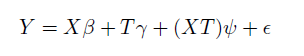 Y = Xβ + Tγ + (XT)ψ + ϵ